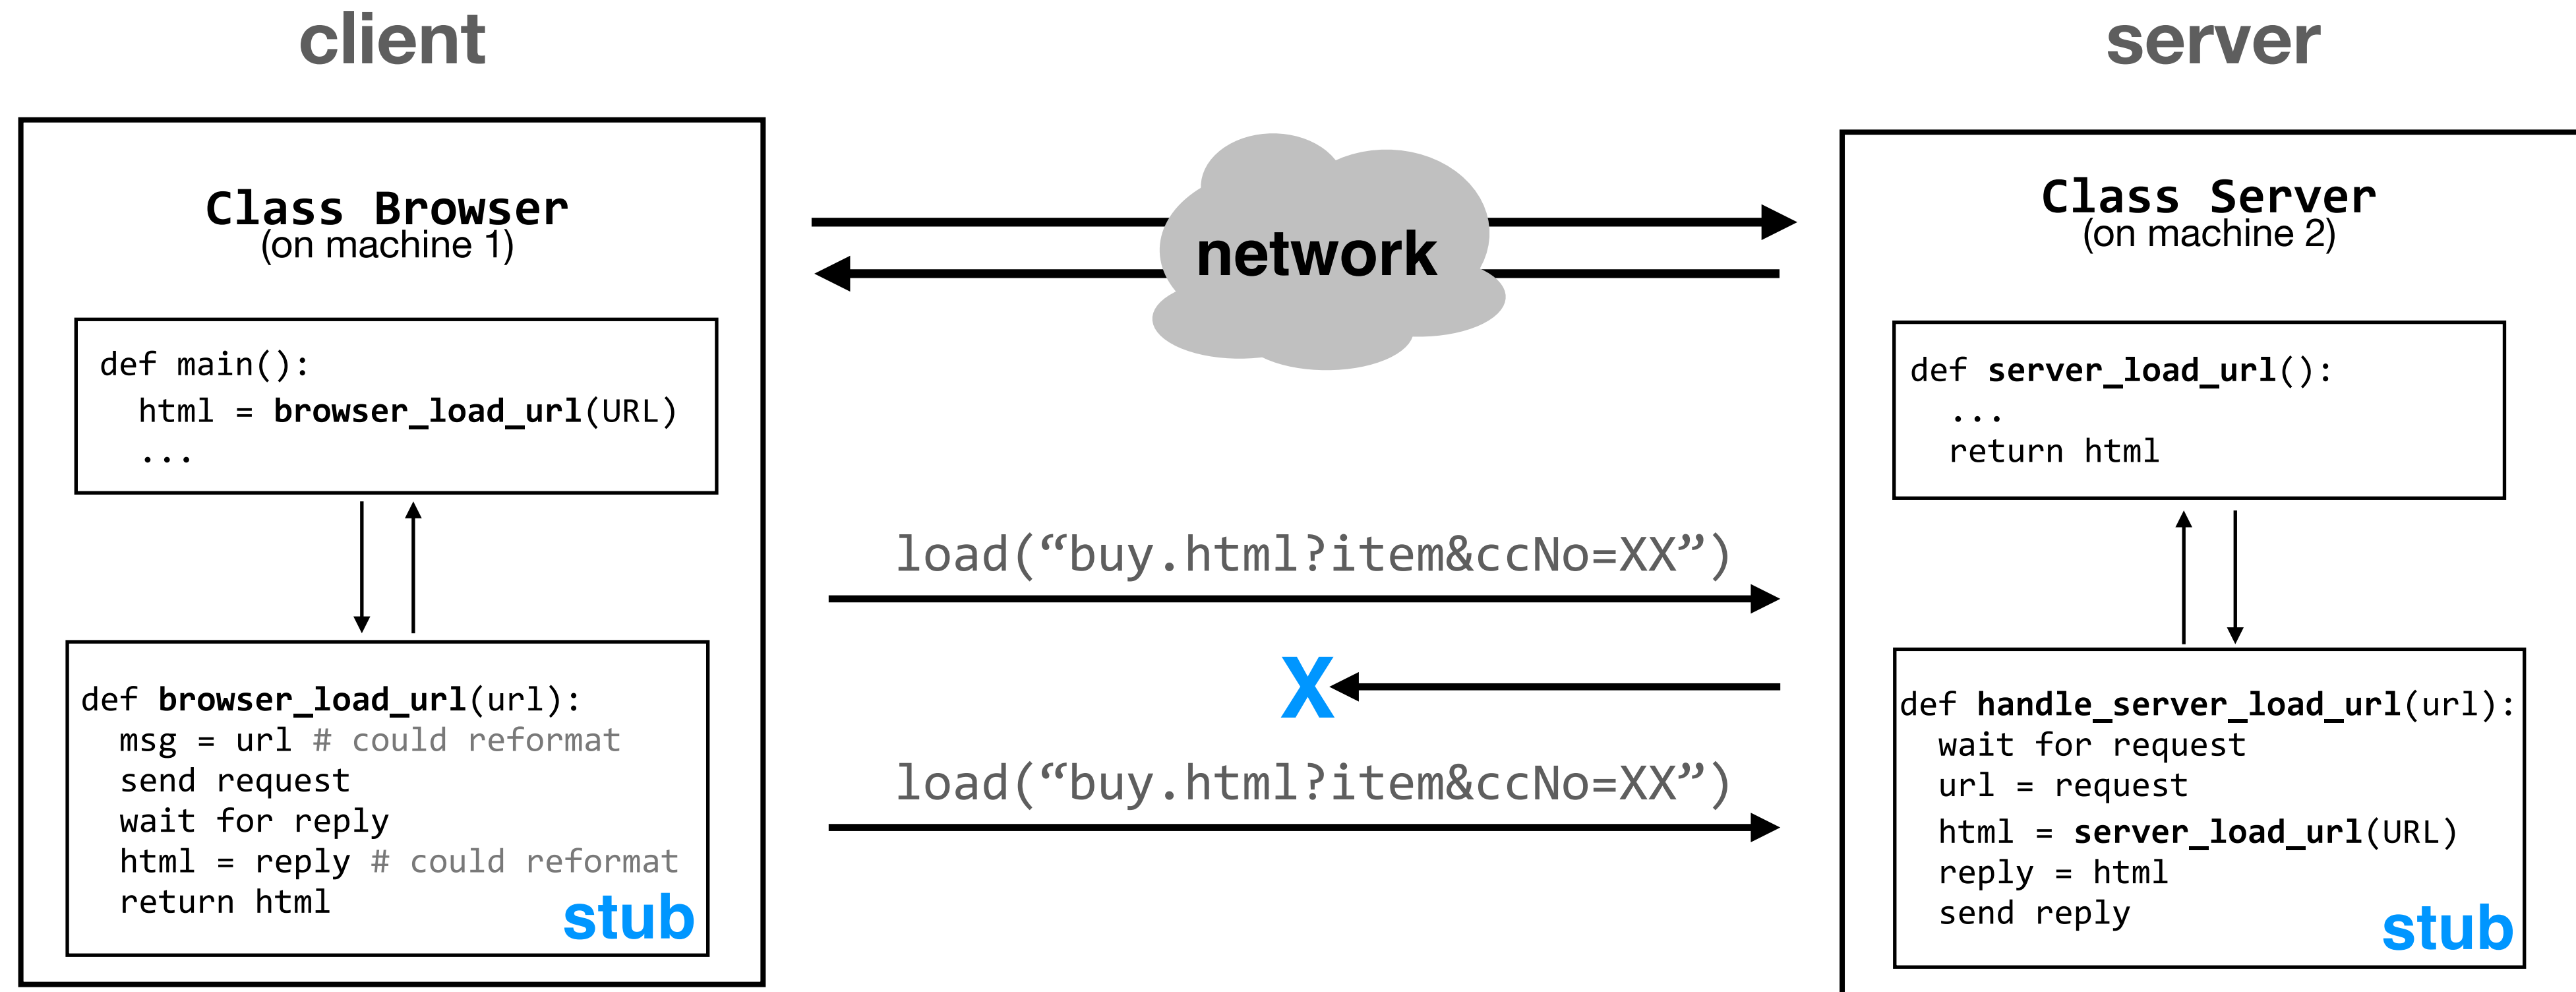 client
server
Class Browser
(on machine 1)
def main():
html = browser_load_url(URL)
...
def browser_load_url(url):
msg = url # could reformat
send request
wait for reply
html = reply # could reformat
return html
stub
network
load(“buy.html?item&ccNo=XX”)
X
load(“buy.html?item&ccNo=XX”)
Class Server
(on machine 2)
def server_load_url():
...
return html
def handle_server_load_url(url):
wait for request
url = request
html = server_load_url(URL)
reply = html
send reply
stub